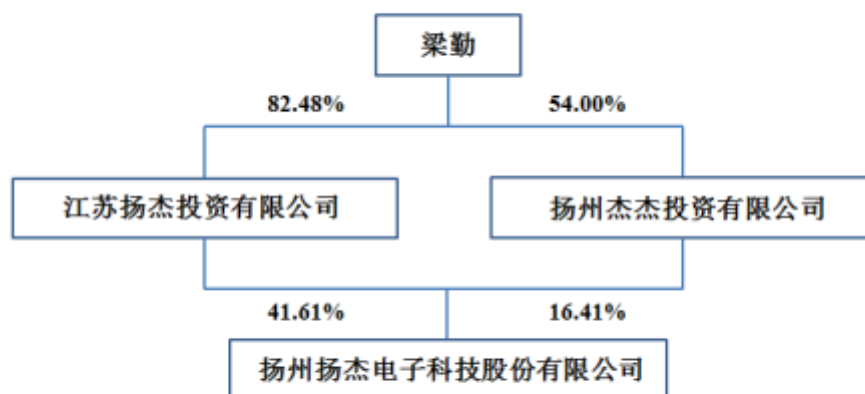 梁勤
82.48%
54.00%
江苏扬杰投资有限公司
扬州杰杰投资有限公司
41.61%
16.41%
扬州扬杰电子科技股份有限公司